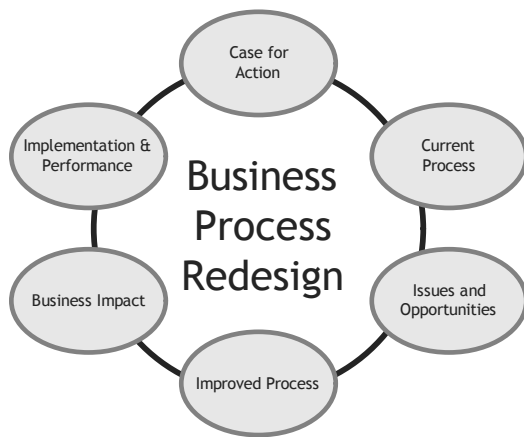 Case for
Action
Implementation &
Performance
Current
Process
Business
Process
Redesign
Business Impact
Issues and
Opportunities
Improved Process